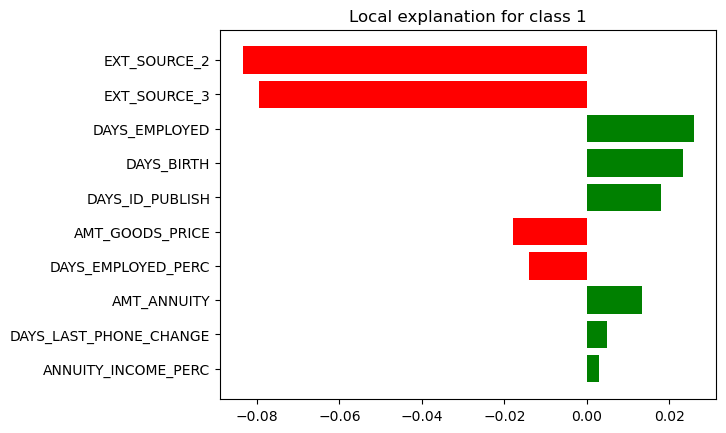 Local explanation for class 1
EXT_SOURCE_2
EXT_SOURCE_3
DAYS_EMPLOYED
DAYS_BIRTH
DAYS_ID_PUBLISH
AMT_GOODS_PRICE
DAYS_EMPLOYED_PERC
AMT_ANNUITY
DAYS_LAST_PHONE_CHANGE
ANNUITY_INCOME_PERC
−0.08 −0.06 −0.04 −0.02 0.00 0.02